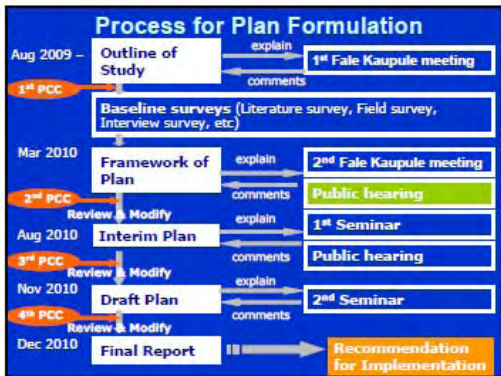 Process for Plan Formulation
Aug 2009 –
Outline of
Study
explain
comments
1st Fale Kaupule meeting
1st PCC
Baseline surveys (Literature survey, Field survey,
Interview survey, etc)
Mar 2010
Framework of
Plan
explain
comments
2nd Fale Kaupule meeting
Public hearing
2nd PCC
Review & Modify
Aug 2010
Interim Plan
explain
comments
1st Seminar
Public hearing
3rd PCC
Review & Modify
Nov 2010
Draft Plan
explain
comments
2nd Seminar
4th PCC
Review & Modify
Dec 2010
Final Report
Recommendation
for Implementation